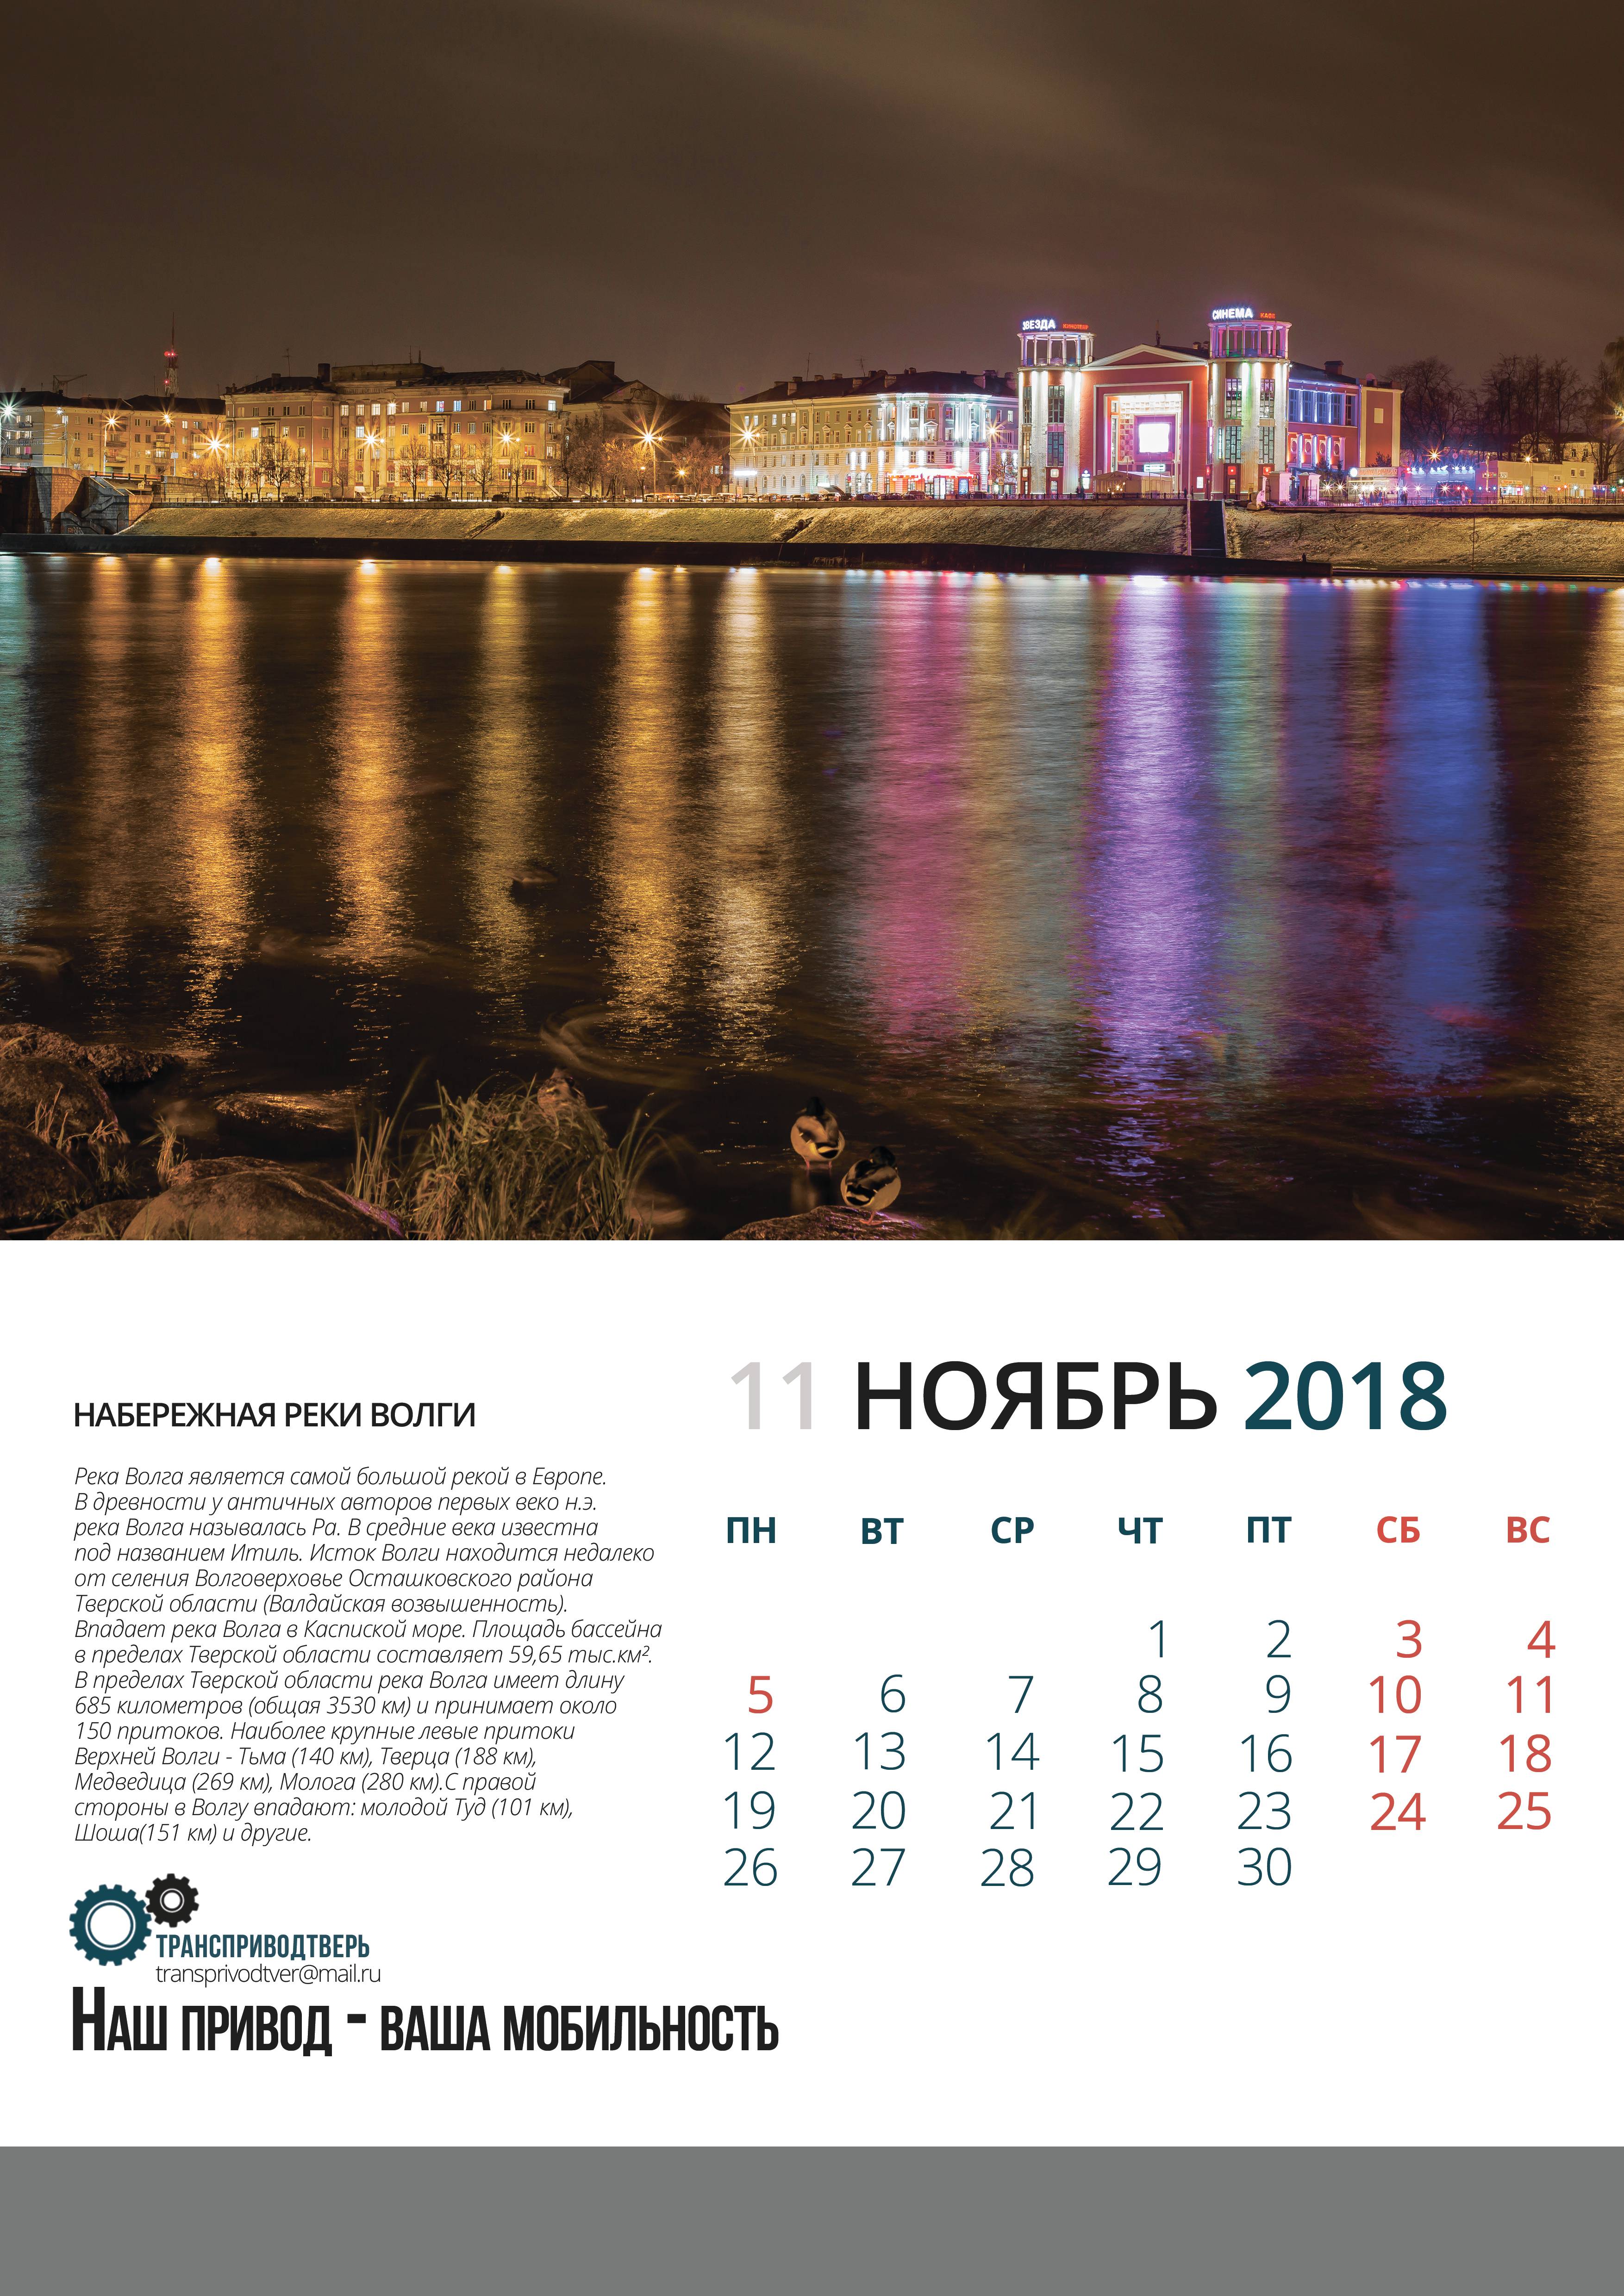 ЗВЕЗДА КИНОТЕАТР
СИНЕМА КАФЕ
11 НОЯБРЬ 2018
НАБЕРЕЖНАЯ РЕКИ ВОЛГИ
Река Волга является самой большой рекой в Европе.
В древности у античных авторов первых веко н.э.
река Волга называлась Ра. В средние века известна
под названием Итиль. Исток Волги находится недалеко
от селения Волговерховье Осташковского района
Тверской области (Валдайская возвышенность).
Впадает река Волга в Каспиской море. Площадь бассейна
в пределах Тверской области составляет 59,65 тыс.км².
В пределах Тверской области река Волга имеет длину
685 километров (общая 3530 км) и принимает около
150 притоков. Наиболее крупные левые притоки
Верхней Волги - Тьма (140 км), Тверца (188 км),
Медведица (269 км), Молога (280 км).С правой
стороны в Волгу впадают: молодой Туд (101 км),
Шоша(151 км) и другие.
ПН ВТ СР ЧТ ПТ СБ ВС
1 2 3 4
5 6 7 8 9 10 11
12 13 14 15 16 17 18
19 20 21 22 23 24 25
26 27 28 29 30
ТРАНСПРИВОДТВЕРЬ
transprivodtver@mail.ru
Наш привод - ваша мобильность